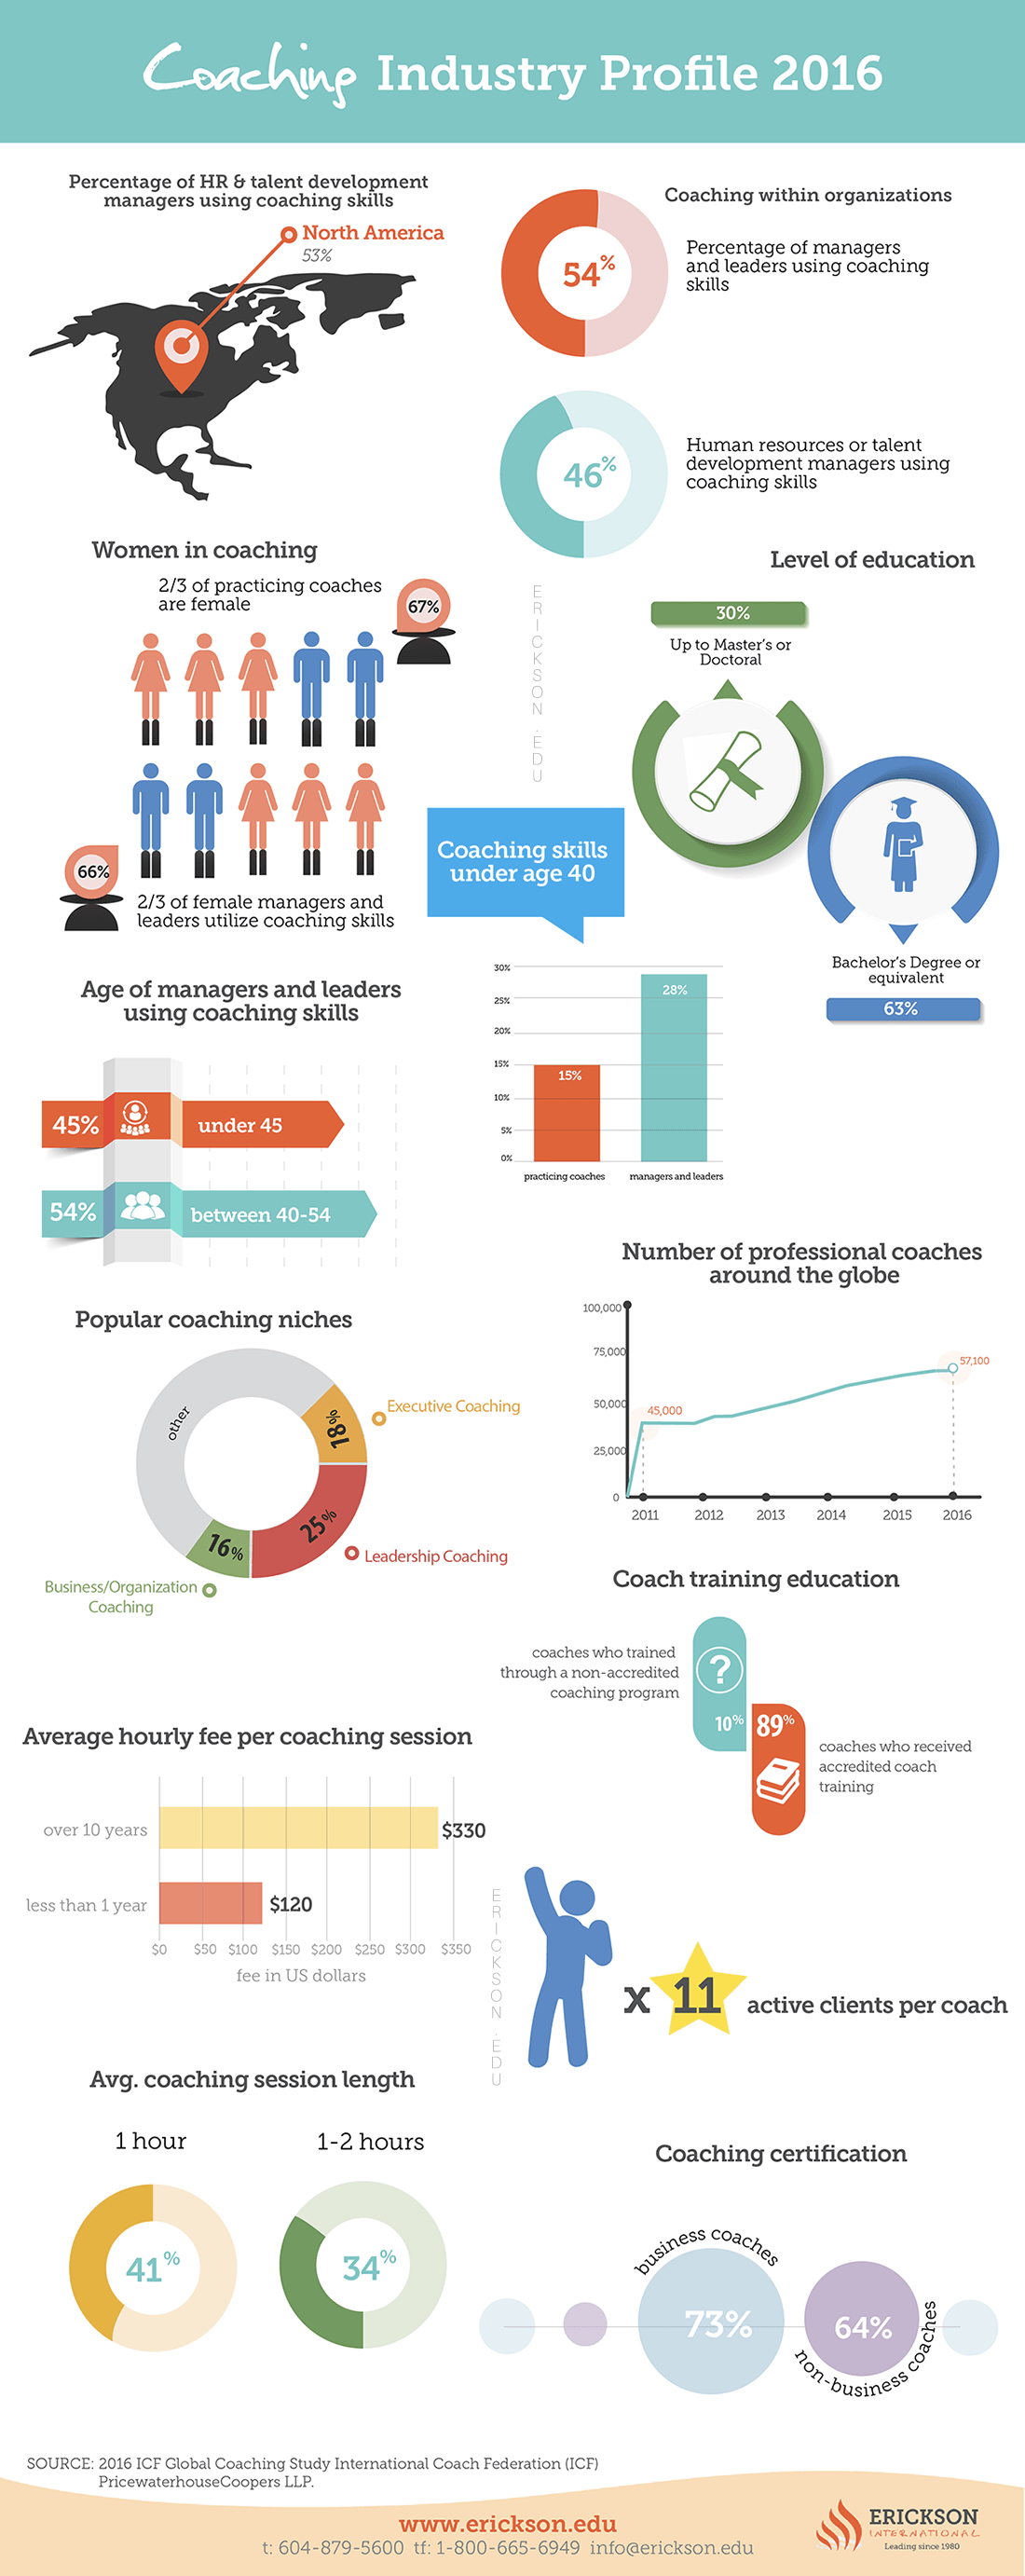 Coaching Industry Profile 2016
Percentage of HR & talent development
managers using coaching skills
North America
53%
Coaching within organizations
54%
Percentage of managers
and leaders using coaching
skills
46%
Human resources or talent
development managers using
coaching skills
Women in coaching
2/3 of practicing coaches
are female
67%
66%
2/3 of female managers and
leaders utilize coaching skills
ERICKSON.EDU
Level of education
30%
Up to Master's or
Doctoral
Bachelor's Degree or
equivalent
63%
Coaching skills
under age 40
30%
25%
20%
15%
10%
5%
0%
15%
28%
practicing coaches
managers and leaders
Age of managers and leaders
using coaching skills
45%
under 45
54%
between 40-54
Number of professional coaches
around the globe
100,000
75,000
50,000
25,000
0
45,000
57,100
2011 2012 2013 2014 2015 2016
Popular coaching niches
other
18%
Executive Coaching
25%
Leadership Coaching
16%
Business/Organization
Coaching
Coach training education
coaches who trained
through a non-accredited
coaching program
10%
89%
coaches who received
accredited coach
training
Average hourly fee per coaching session
over 10 years
$330
less than 1 year
$120
$0 $50 $100 $150 $200 $250 $300 $350
fee in US dollars
ERICKSON.EDU
x 11 active clients per coach
Avg. coaching session length
1 hour
41%
1-2 hours
34%
Coaching certification
business coaches
73%
64%
non-business coaches
SOURCE: 2016 ICF Global Coaching Study International Coach Federation (ICF)
PricewaterhouseCoopers LLP.
www.erickson.edu
t: 604-879-5600 tf: 1-800-665-6949 info@erickson.edu
ERICKSON
INTERNATIONAL
Leading since 1980